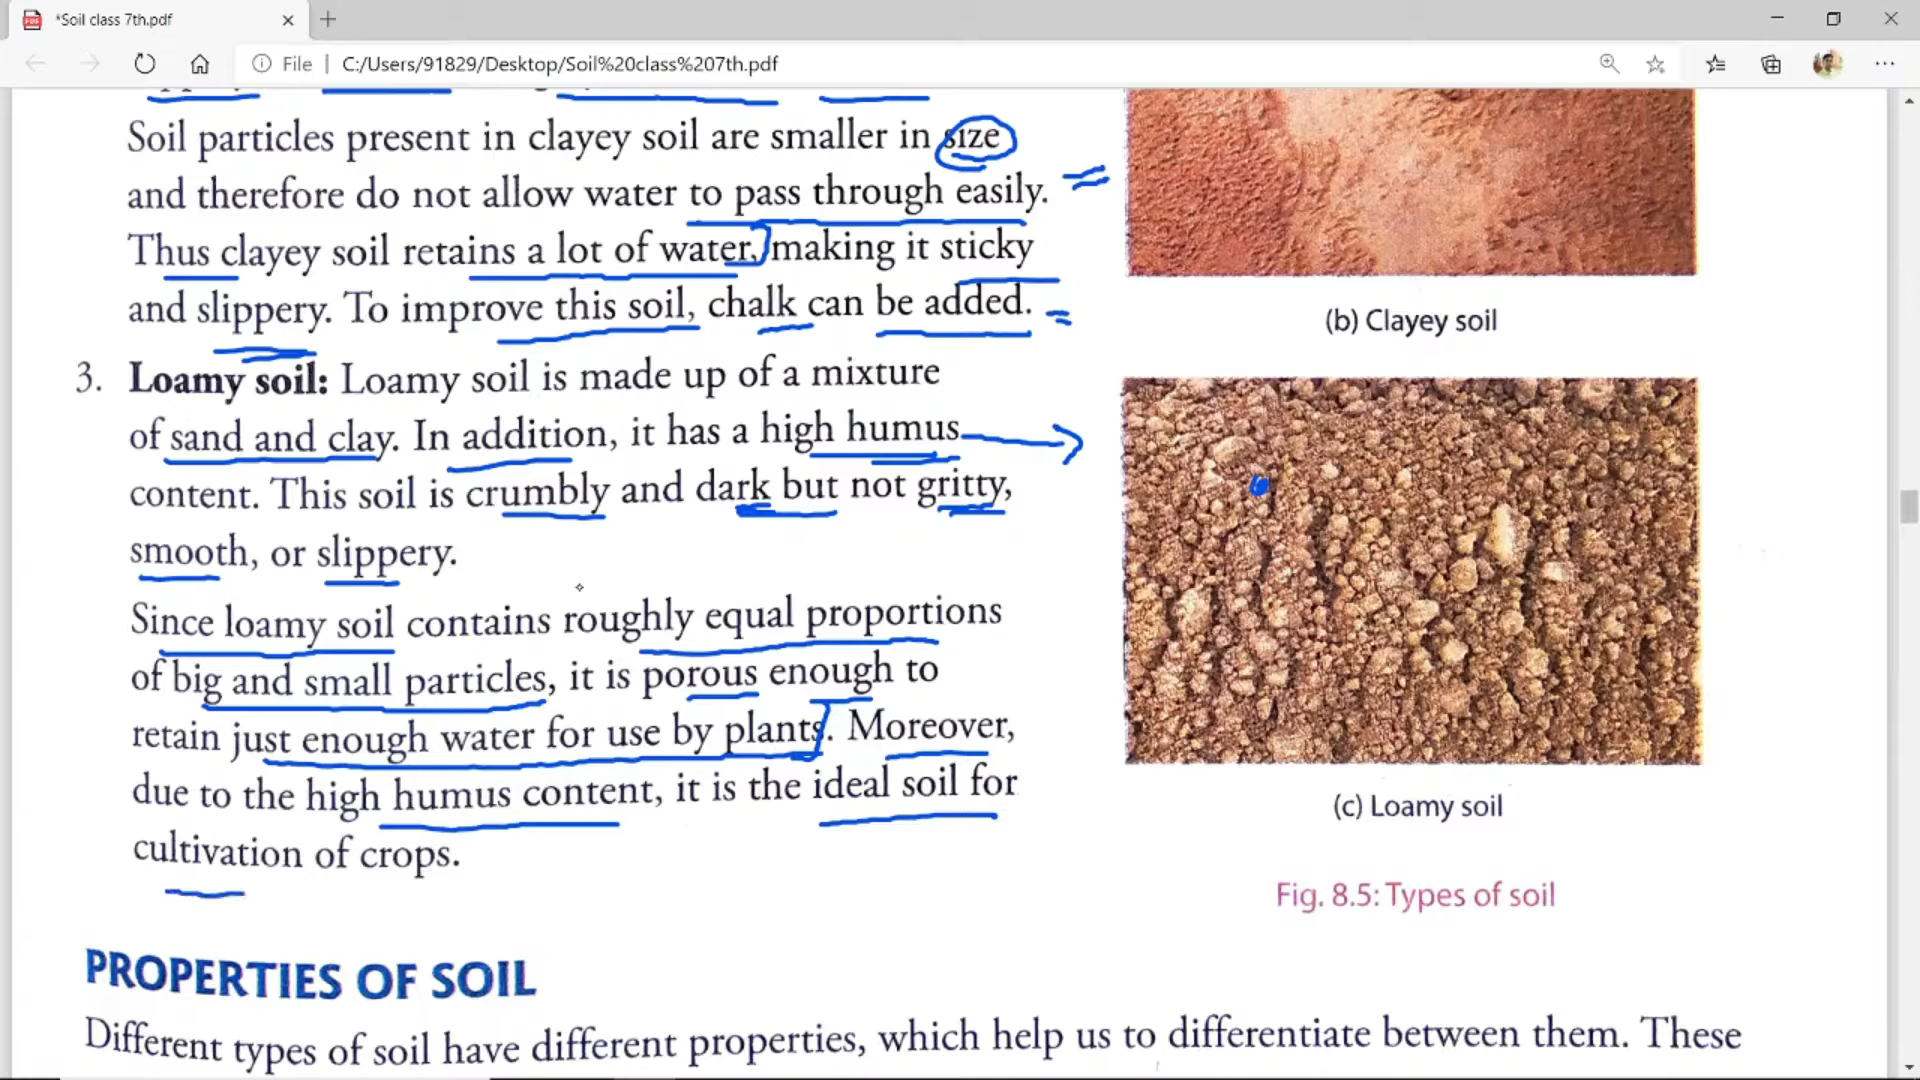 *Soil class 7th.pdf
File | C:/Users/91829/Desktop/Soil%20class%207th.pdf
Soil particles present in clayey soil are smaller in size
and therefore do not allow water to pass through easily.
Thus clayey soil retains a lot of water, making it sticky
and slippery. To improve this soil, chalk can be added.
(b) Clayey soil
3. Loamy soil: Loamy soil is made up of a mixture
of sand and clay. In addition, it has a high humus
content. This soil is crumbly and dark but not gritty,
smooth, or slippery.
Since loamy soil contains roughly equal proportions
of big and small particles, it is porous enough to
retain just enough water for use by plants. Moreover,
due to the high humus content, it is the ideal soil for
cultivation of crops.
(c) Loamy soil
Fig. 8.5: Types of soil
PROPERTIES OF SOIL
Different types of soil have different properties, which help us to differentiate between them. These